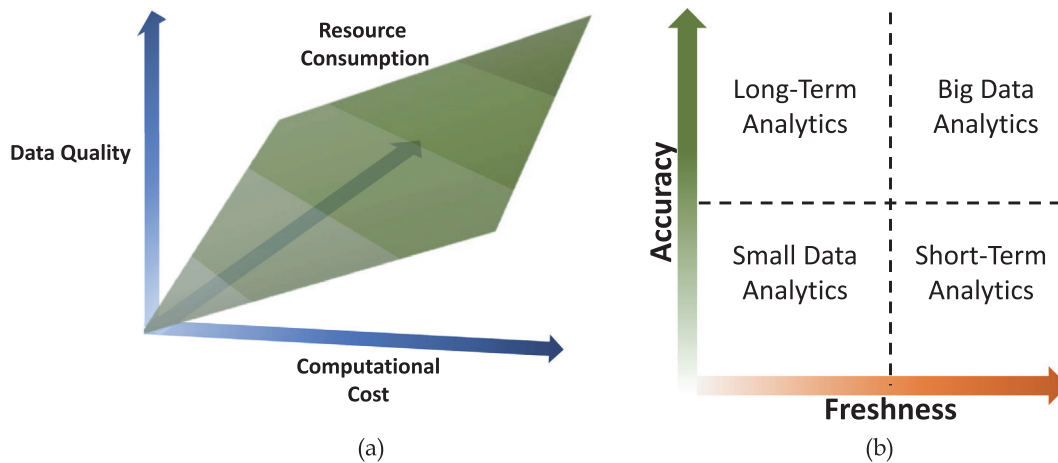 Resource
Consumption
Data Quality
Computational
Cost
(a)
Accuracy
Long-Term
Analytics
Big Data
Analytics
Small Data
Analytics
Short-Term
Analytics
Freshness
(b)